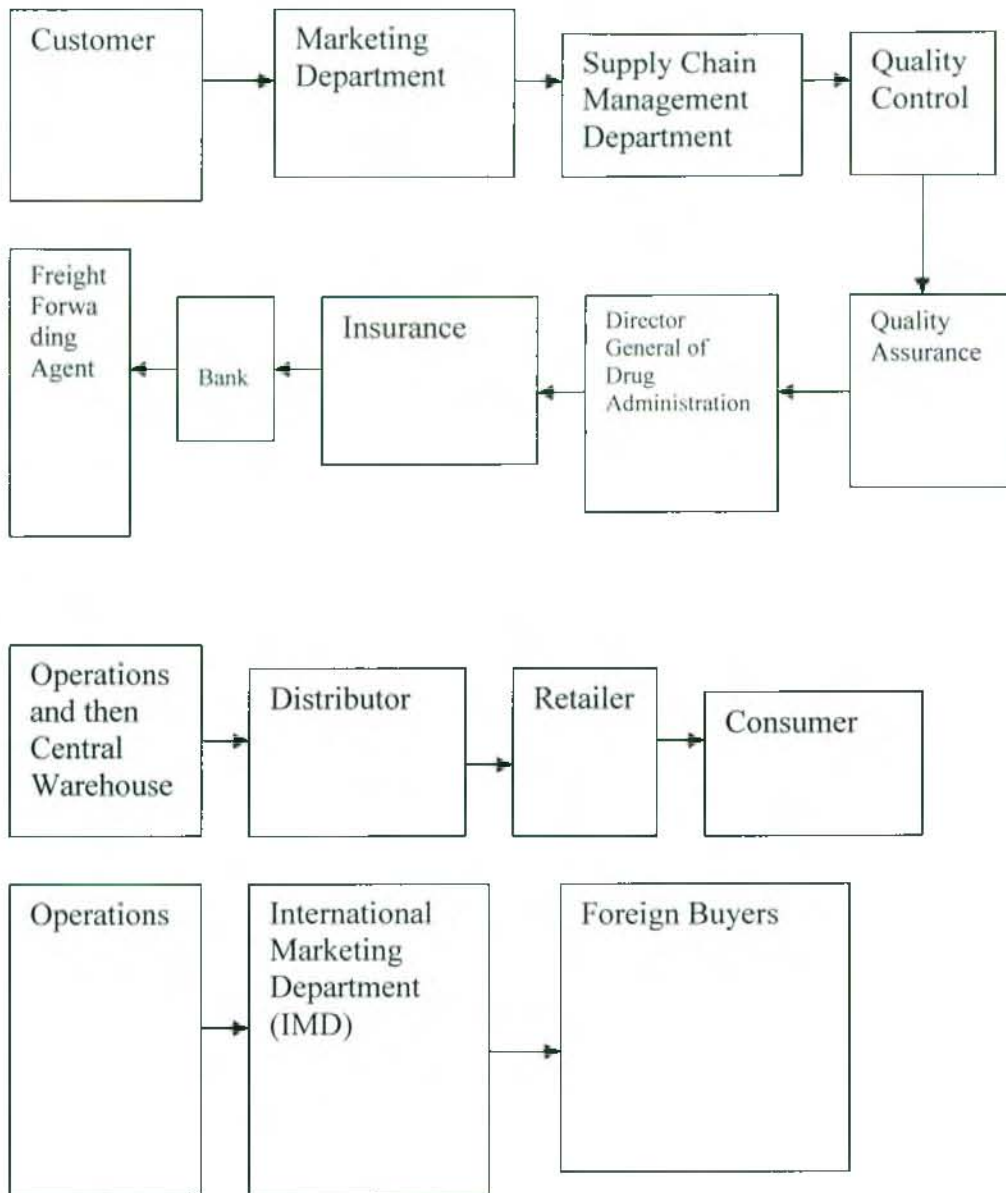 Customer
Marketing
Department
Supply Chain
Management
Department
Quality
Control
Freight
Forwa
ding
Agent
Bank
Insurance
Director
General of
Drug
Administration
Quality
Assurance
Operations
and then
Central
Warehouse
Distributor
Retailer
Consumer
Operations
International
Marketing
Department
(IMD)
Foreign Buyers